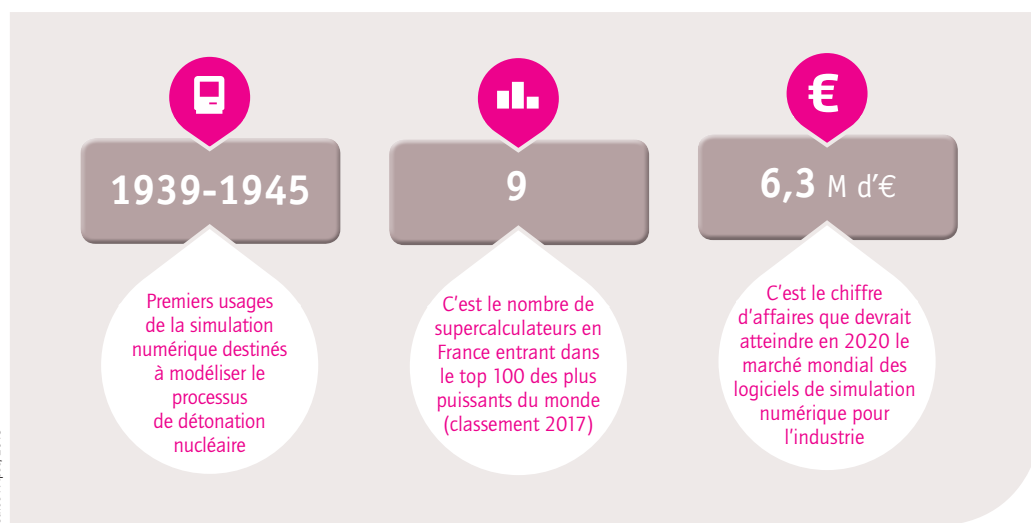 1939-1945
Premiers usages
de la simulation
numérique destinés
à modéliser le
processus
de détonation
nucléaire
9
C'est le nombre de
supercalculateurs en
France entrant dans
le top 100 des plus
puissants du monde
(classement 2017)
€
6,3 M d'€
C'est le chiffre
d'affaires que devrait
atteindre en 2020 le
marché mondial des
logiciels de simulation
numérique pour
l'industrie